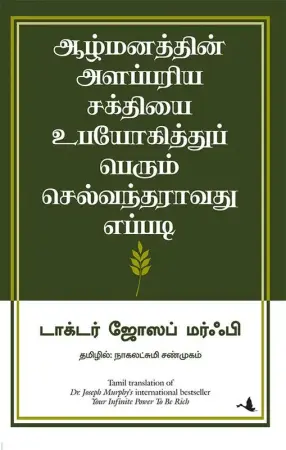 ஆழ்மனத்தின்
அளப்பரிய
சக்தியை
உபயோகித்துப்
பெரும்
செல்வந்தராவது
எப்படி
டாக்டர் ஜோஸப் மர்ஃபி
தமிழில்: நாகலட்சுமி சண்முகம்
Tamil translation of
Dr. Joseph Murphy's international bestseller
Your Infinite Power To Be Rich